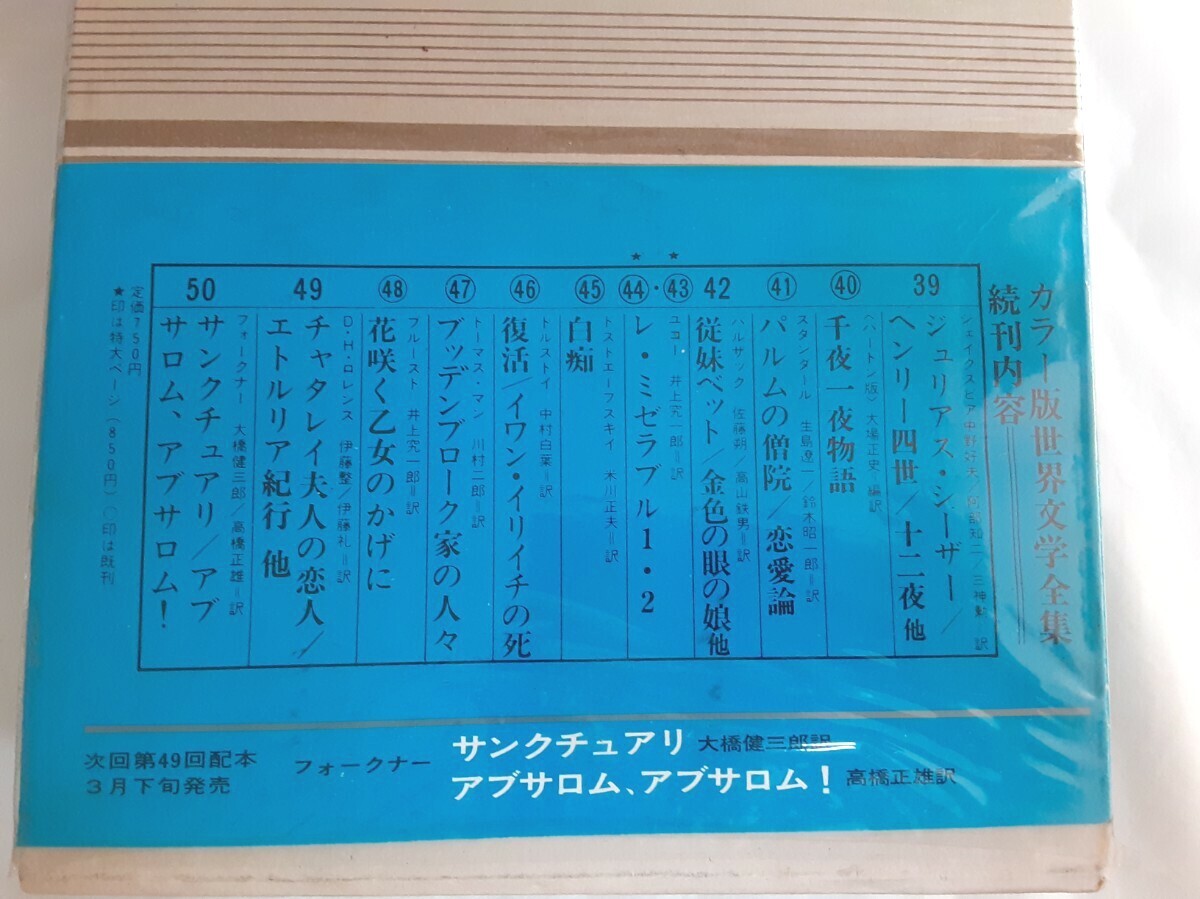 カラー版世界文学全集
続刊内容
39
シェイクスピア 中野好夫/阿部知二/三神勲 訳
ジュリアス・シーザー/
ヘンリー四世/十二夜 他
㊵
〈バートン版〉 大場正史 編訳
千夜一夜物語
㊶
スタンダール 生島遼一/鈴木昭一郎=訳
パルムの僧院/恋愛論
42
バルザック 佐藤朔/高山鉄男=訳
従妹ベット/金色の眼の娘 他
★ ★
㊹・㊸
ユゴー 井上究一郎=訳
レ・ミゼラブル1・2
㊺
ドストエーフスキイ 米川正夫=訳
白痴
㊻
トルストイ 中村白葉=訳
復活/イワン・イリイチの死
㊼
トーマス・マン 川村二郎=訳
ブッデンブローク家の人々
㊽
プルースト 井上究一郎=訳
花咲く乙女のかげに
49
D・H・ロレンス 伊藤整/伊藤礼=訳
チャタレイ夫人の恋人/
エトルリア紀行 他
50
フォークナー 大橋健三郎/高橋正雄=訳
サンクチュアリ/アブ
サロム、アブサロム!
定価750円
★印は特大ページ(850円)○印は既刊
次回第49回配本
3月下旬発売
フォークナー
サンクチュアリ 大橋健三郎訳
アブサロム、アブサロム! 高橋正雄訳